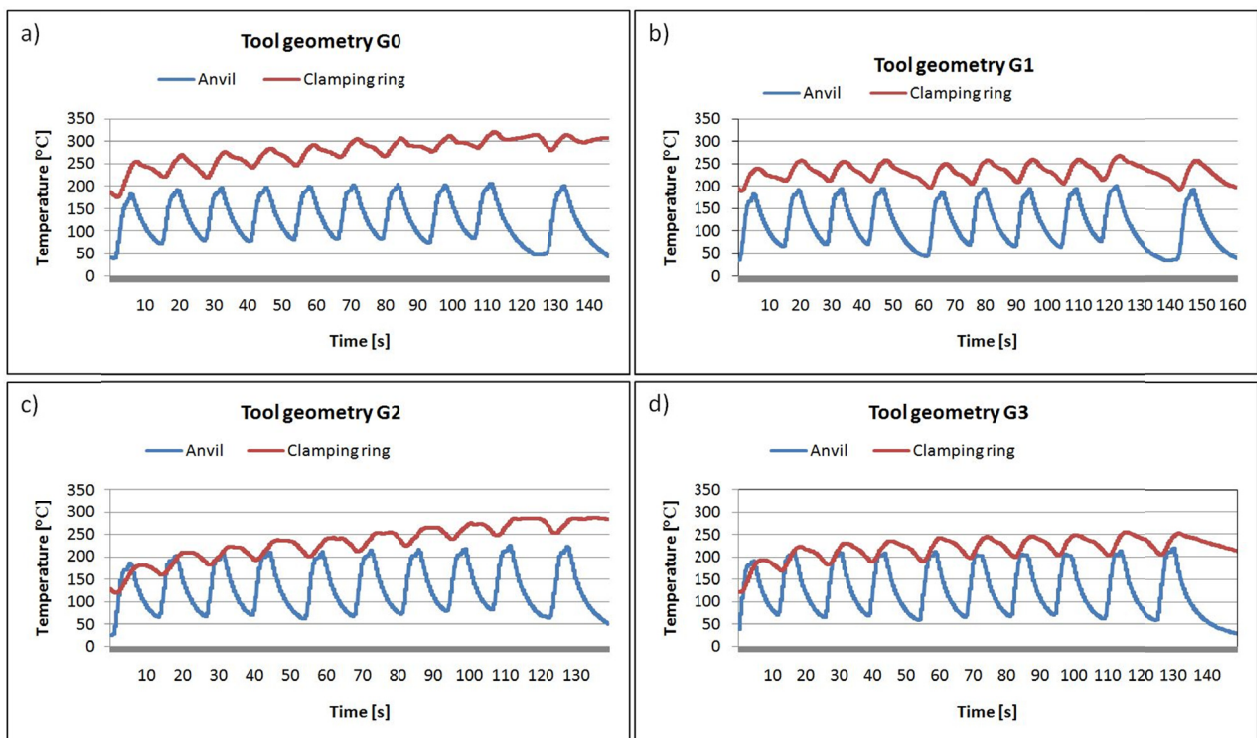 a)
Tool geometry G0
Anvil Clamping ring
Temperature [ºC]
350
300
250
200
150
100
50
0
10 20 30 40 50 60 70 80 90 100 110 120 130
Time [s]
b)
Tool geometry G1
Anvil Clamping ring
Temperature [ºC]
350
300
250
200
150
100
50
0
10 20 30 40 50 60 70 80 90 100 110 120 130 140 150 160
Time [s]
c)
Tool geometry G2
Anvil Clamping ring
Temperature [ºC]
350
300
250
200
150
100
50
0
10 20 30 40 50 60 70 80 90 100 110 120 130
Time [s]
d)
Tool geometry G3
Anvil Clamping ring
Temperature [ºC]
350
300
250
200
150
100
50
0
10 20 30 40 50 60 70 80 90 100 110 120 130 140
Time [s]